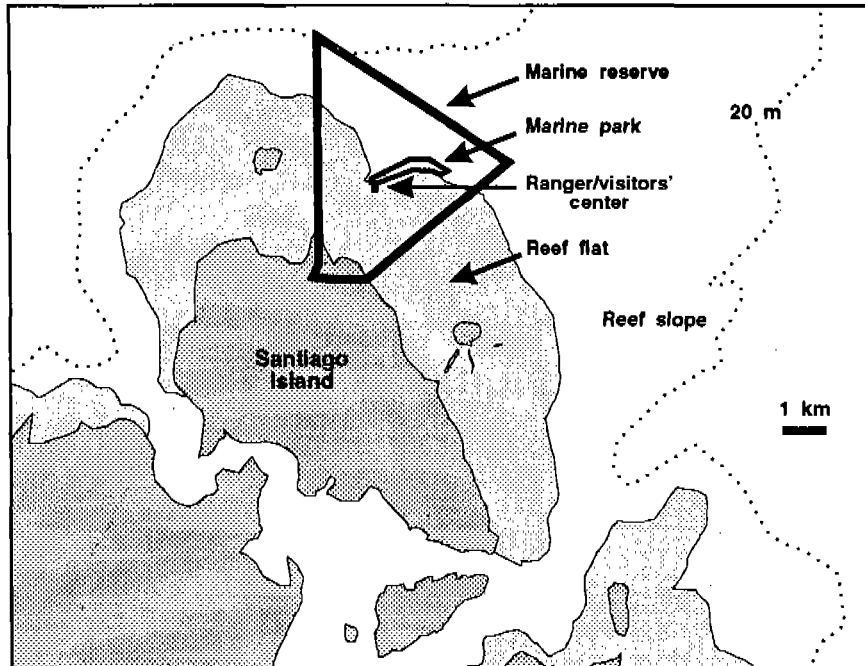 Marine reserve
20 m
Marine park
Ranger/visitors'
center
Reef flat
Reef slope
Santiago
Island
1 km